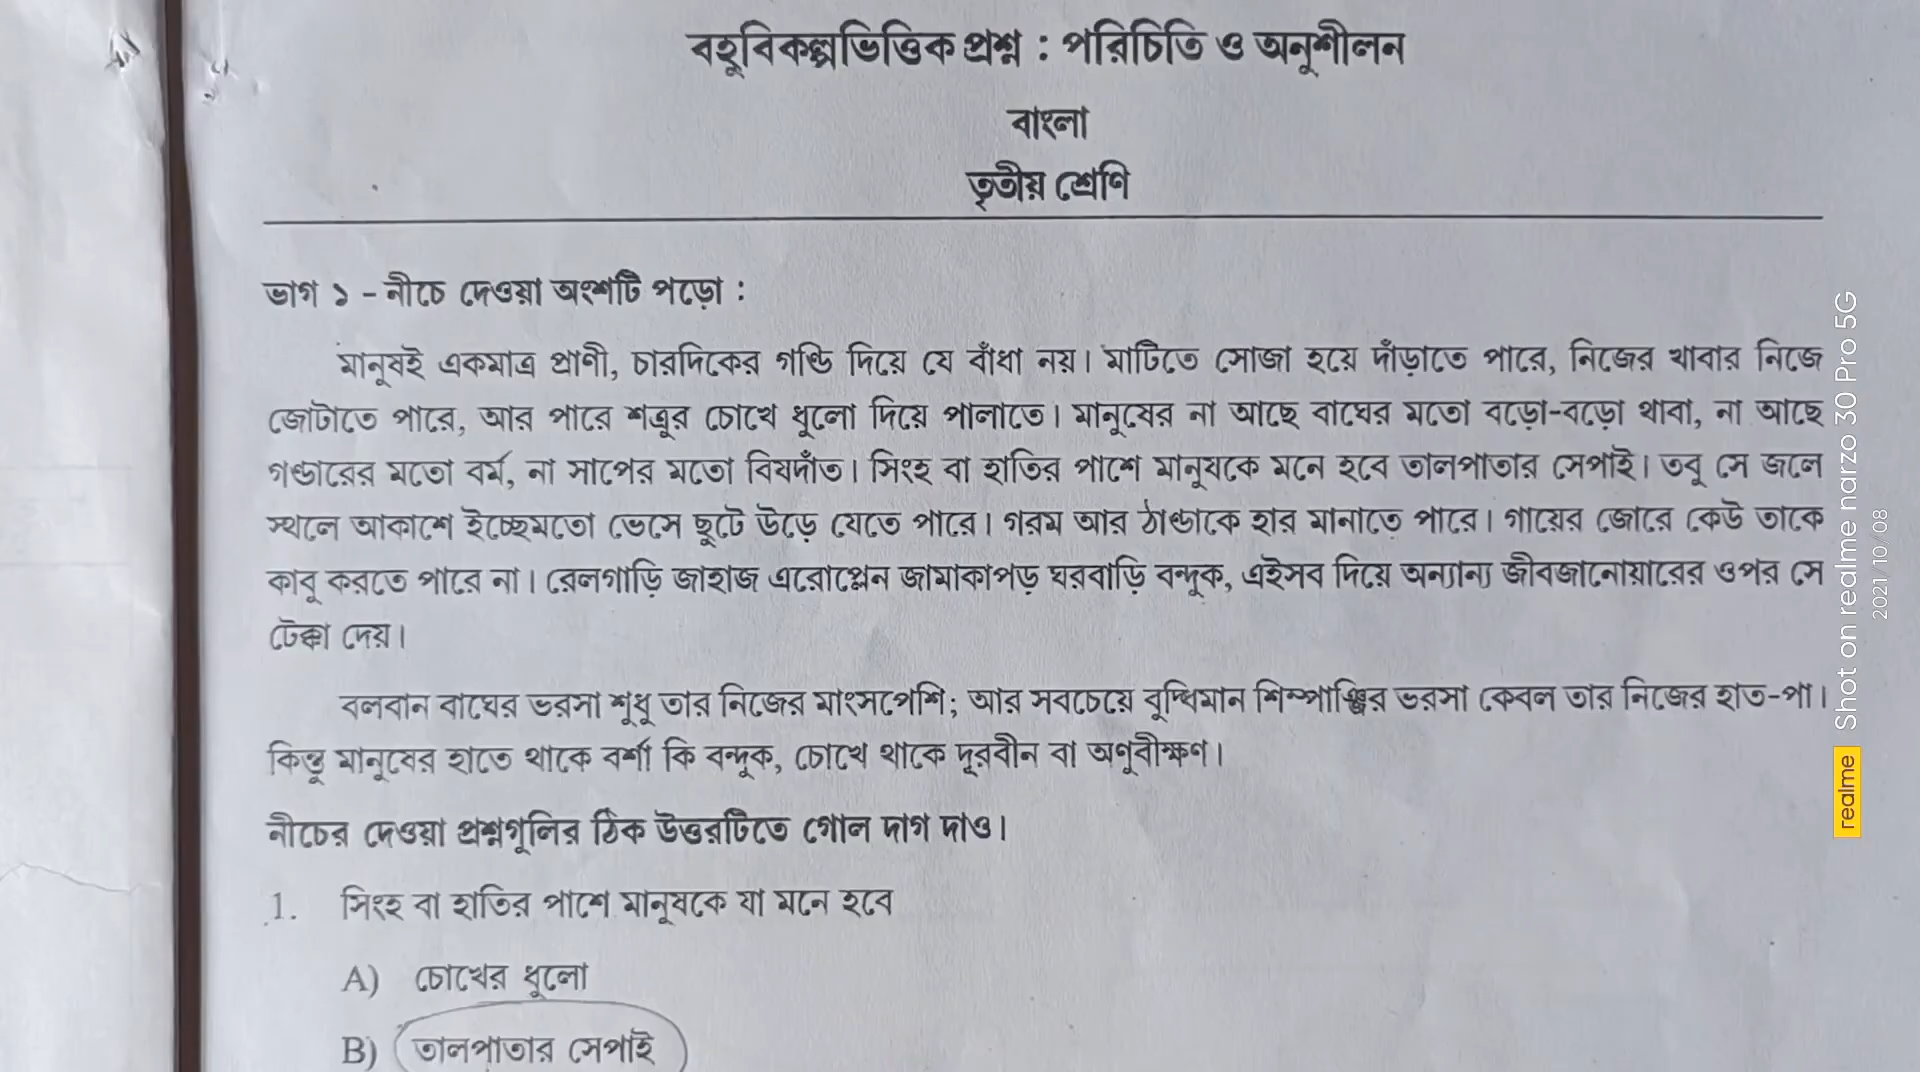 বহুবিকল্পভিত্তিক প্রশ্ন : পরিচিতি ও অনুশীলন
বাংলা
তৃতীয় শ্রেণি
ভাগ ১ - নীচে দেওয়া অংশটি পড়ো :
মানুষই একমাত্র প্রাণী, চারদিকের গণ্ডি দিয়ে যে বাঁধা নয়। মাটিতে সোজা হয়ে দাঁড়াতে পারে, নিজের খাবার নিজে
জোটাতে পারে, আর পারে শত্রুর চোখে ধুলো দিয়ে পালাতে। মানুষের না আছে বাঘের মতো বড়ো-বড়ো থাবা, না আছে
গণ্ডারের মতো বর্ম, না সাপের মতো বিষদাঁত। সিংহ বা হাতির পাশে মানুষকে মনে হবে তালপাতার সেপাই। তবু সে জলে
স্থলে আকাশে ইচ্ছেমতো ভেসে ছুটে উড়ে যেতে পারে। গরম আর ঠাণ্ডাকে হার মানাতে পারে। গায়ের জোরে কেউ তাকে
কাবু করতে পারে না। রেলগাড়ি জাহাজ এরোপ্লেন জামাকাপড় ঘরবাড়ি বন্দুক, এইসব দিয়ে অন্যান্য জীবজানোয়ারের ওপর সে
টেক্কা দেয়।
বলবান বাঘের ভরসা শুধু তার নিজের মাংসপেশি; আর সবচেয়ে বুদ্ধিমান শিম্পাঞ্জির ভরসা কেবল তার নিজের হাত-পা।
কিন্তু মানুষের হাতে থাকে বর্শা কি বন্দুক, চোখে থাকে দূরবীন বা অণুবীক্ষণ।
নীচের দেওয়া প্রশ্নগুলির ঠিক উত্তরটিতে গোল দাগ দাও।
1. সিংহ বা হাতির পাশে মানুষকে যা মনে হবে
A) চোখের ধুলো
B) তালপাতার সেপাই
realme Shot on realme narzo 30 Pro 5G
2021/10/08